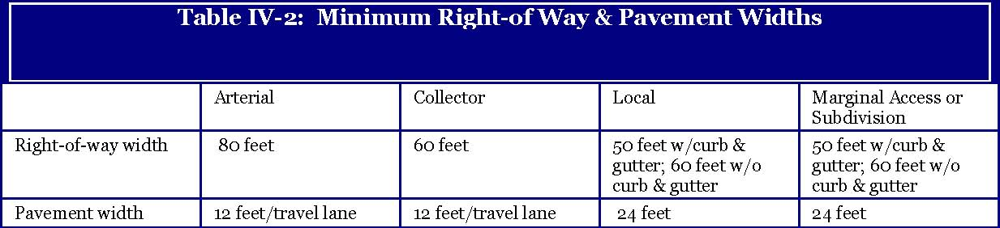 Table IV-2:  Minimum Right-of Way & Pavement Widths
Arterial Collector Local Marginal Access or
Subdivision
Right-of-way width 80 feet 60 feet 50 feet w/curb & 50 feet w/curb &
gutter; 60 feet w/o gutter; 60 feet w/o
curb & gutter curb & gutter
Pavement width 12 feet/travel lane 12 feet/travel lane 24 feet 24 feet